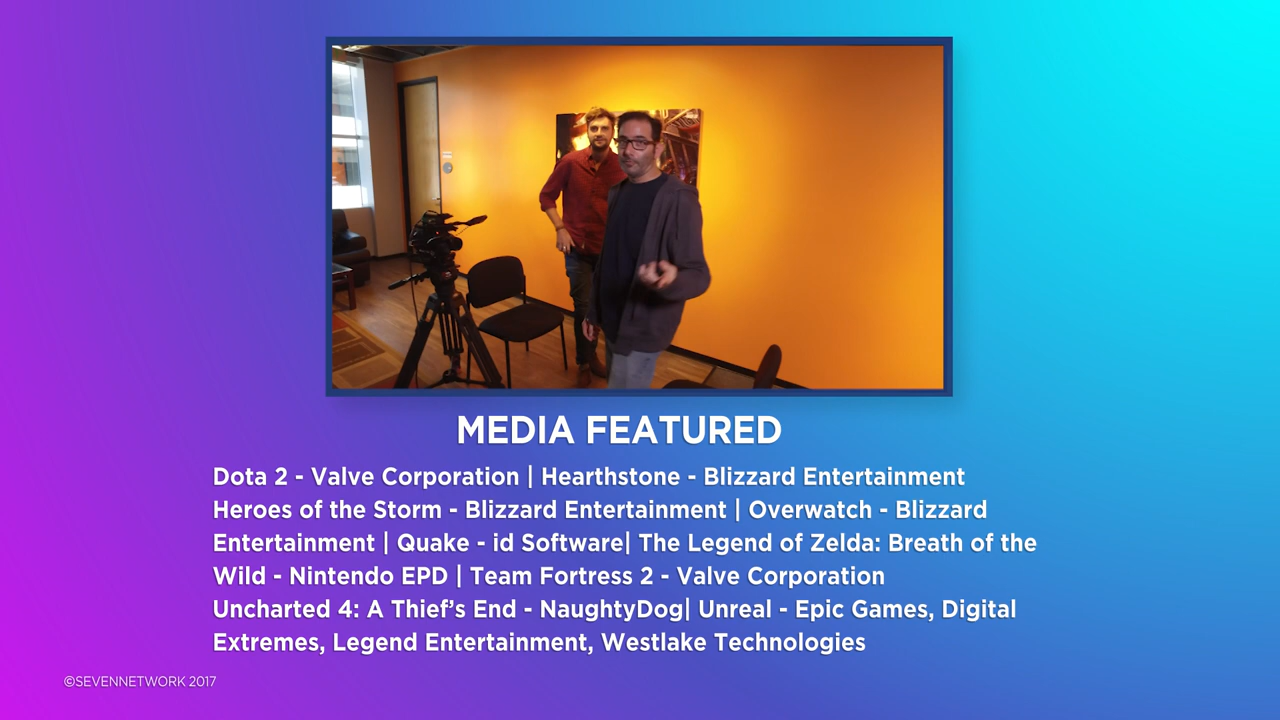 MEDIA FEATURED
Dota 2 - Valve Corporation | Hearthstone - Blizzard Entertainment
Heroes of the Storm - Blizzard Entertainment | Overwatch - Blizzard
Entertainment | Quake - id Software| The Legend of Zelda: Breath of the
Wild - Nintendo EPD | Team Fortress 2 - Valve Corporation
Uncharted 4: A Thief’s End - NaughtyDog| Unreal - Epic Games, Digital
Extremes, Legend Entertainment, Westlake Technologies
©SEVENNETWORK 2017